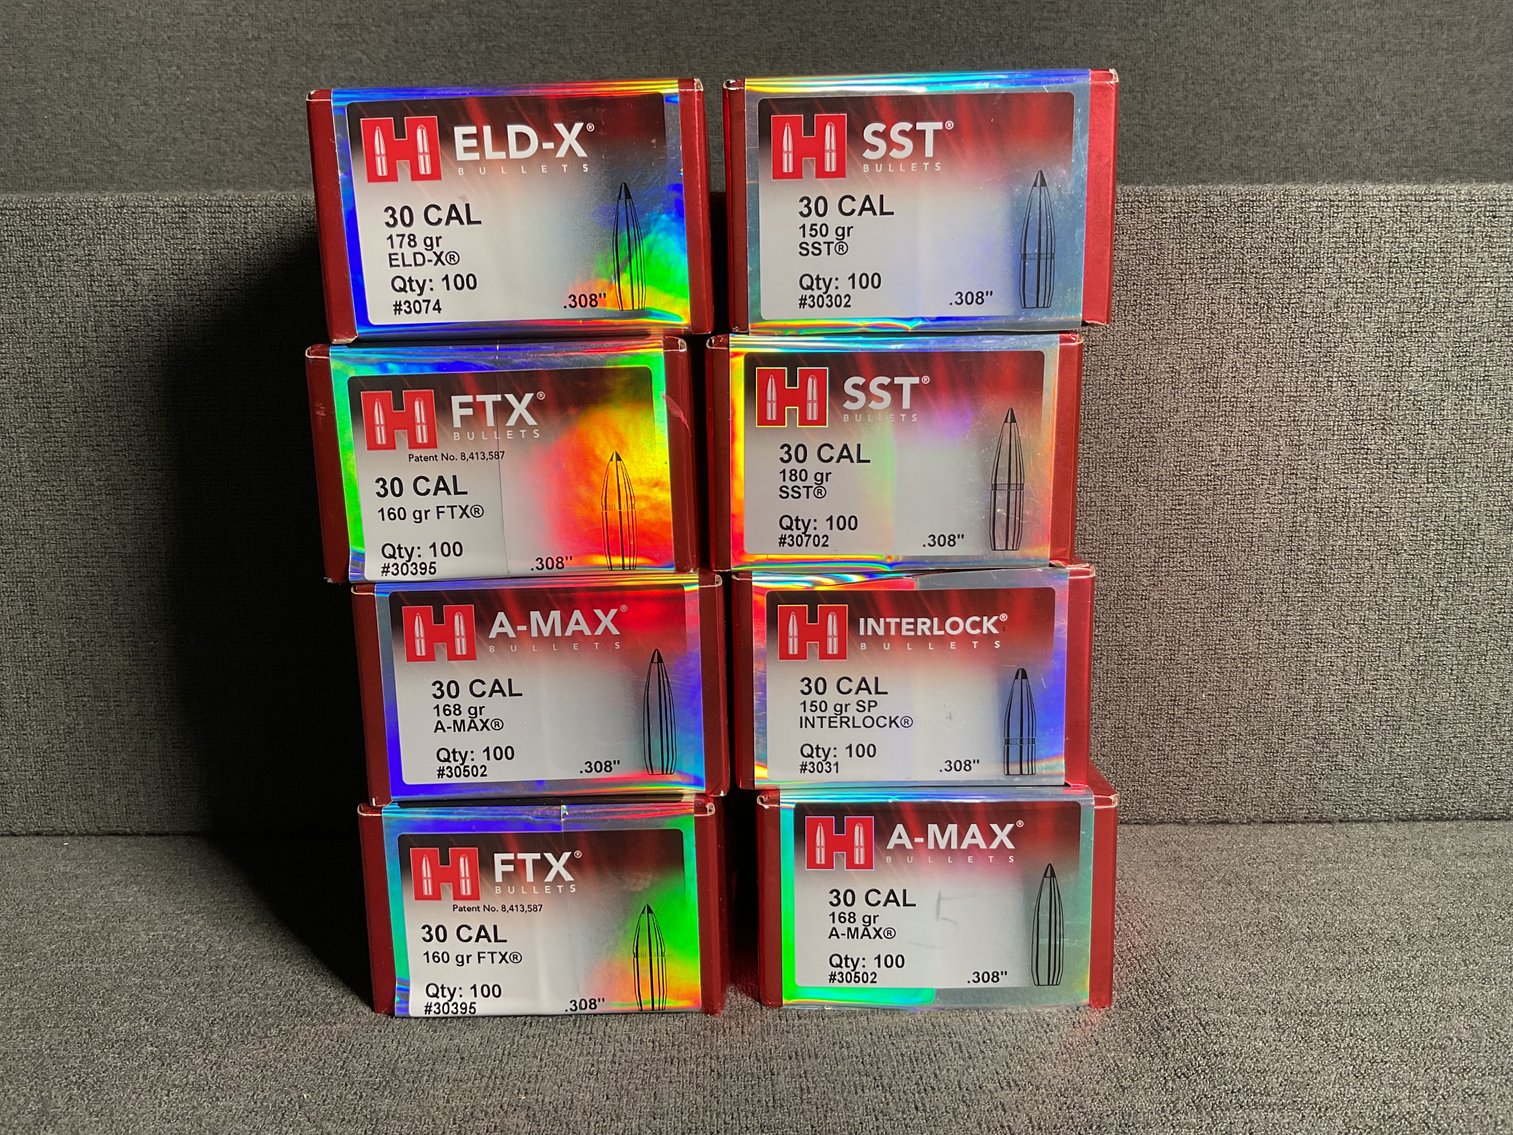 ELD-X®
BULLETS
30 CAL
178 gr
ELD-X®
Qty: 100
#3074
.308"
SST®
BULLETS
30 CAL
150 gr
SST®
Qty: 100
#30302
.308"
FTX®
BULLETS
Patent No. 8,413,587
30 CAL
160 gr FTX®
Qty: 100
#30395
.308"
SST®
BULLETS
30 CAL
180 gr
SST®
Qty: 100
#30702
.308"
A-MAX®
BULLETS
30 CAL
168 gr
A-MAX®
Qty: 100
#30502
.308"
INTERLOCK®
BULLETS
30 CAL
150 gr SP
INTERLOCK®
Qty: 100
#3031
.308"
FTX®
BULLETS
Patent No. 8,413,587
30 CAL
160 gr FTX®
Qty: 100
#30395
.308"
A-MAX®
BULLETS
30 CAL
168 gr
A-MAX®
Qty: 100
#30502
.308"